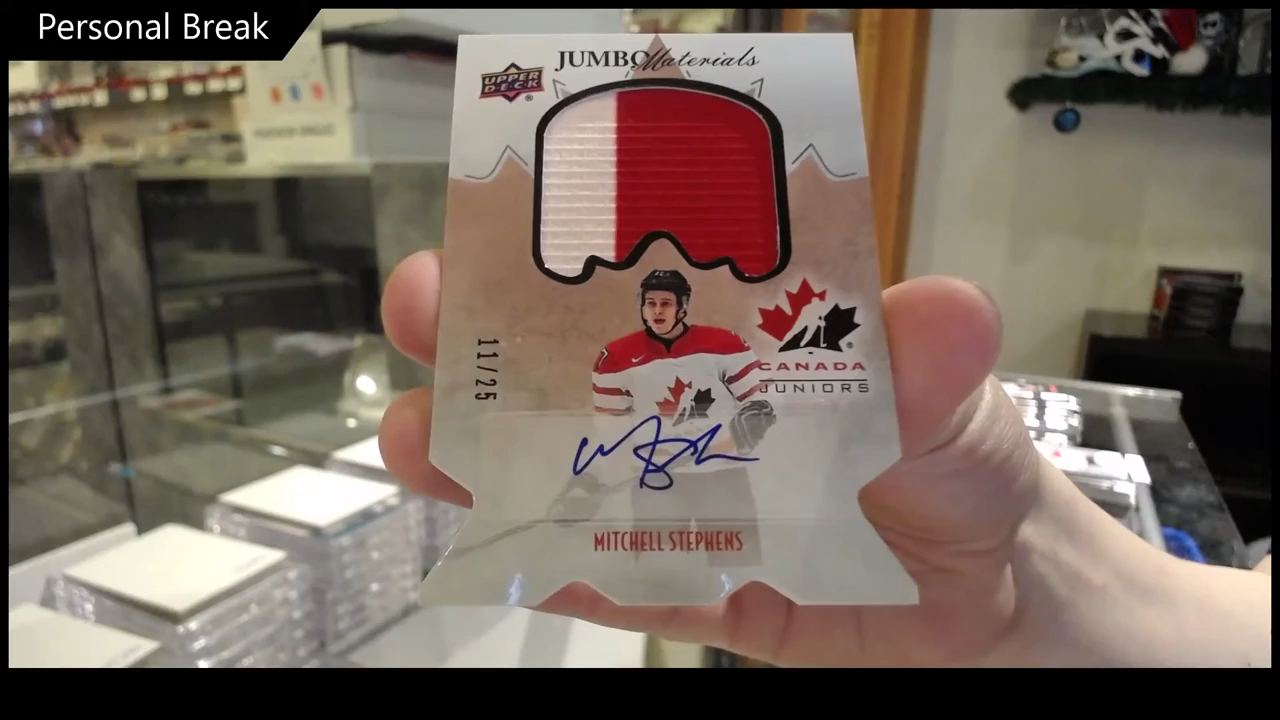 Personal Break
JUMBO Materials
UPPER
DECK
11/25
CANADA
JUNIORS
MITCHELL STEPHENS